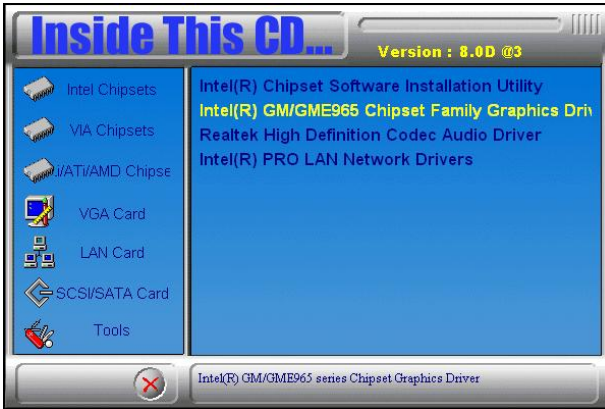 Inside This CD...
Version : 8.0D @3
Intel Chipsets
VIA Chipsets
.i/ATi/AMD Chipse
VGA Card
LAN Card
SCSI/SATA Card
Tools
Intel(R) Chipset Software Installation Utility
Intel(R) GM/GME965 Chipset Family Graphics Driv
Realtek High Definition Codec Audio Driver
Intel(R) PRO LAN Network Drivers
Intel(R) GM/GME965 series Chipset Graphics Driver